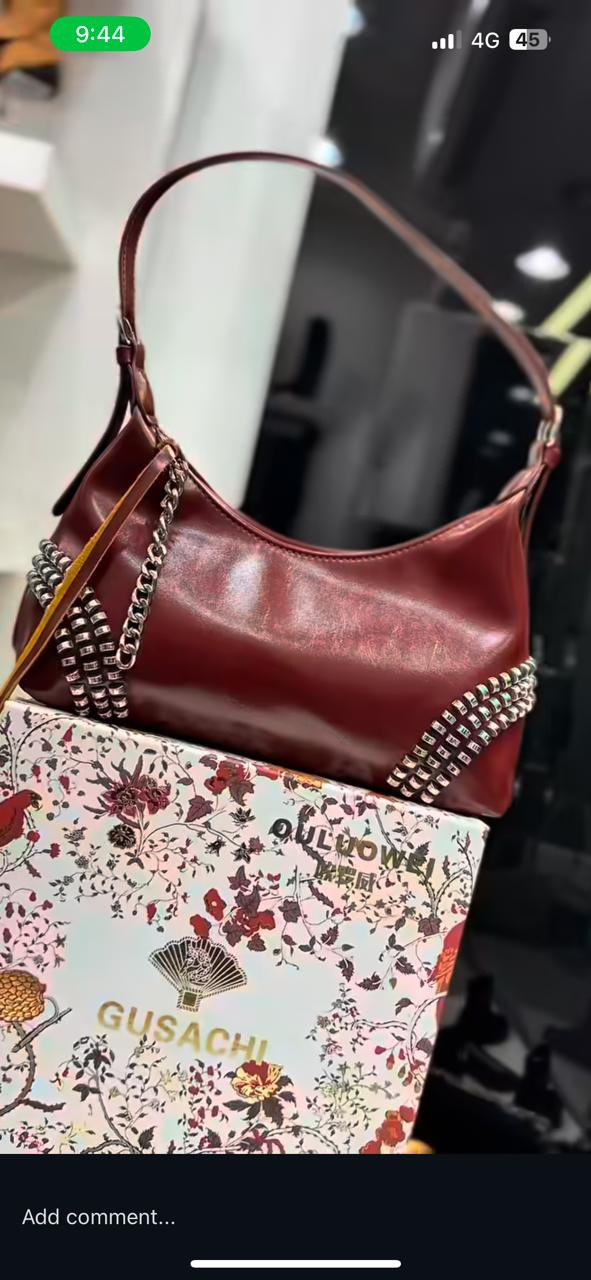 9:44
4G 45
OULUOWEI
GUSACHI
Add comment...